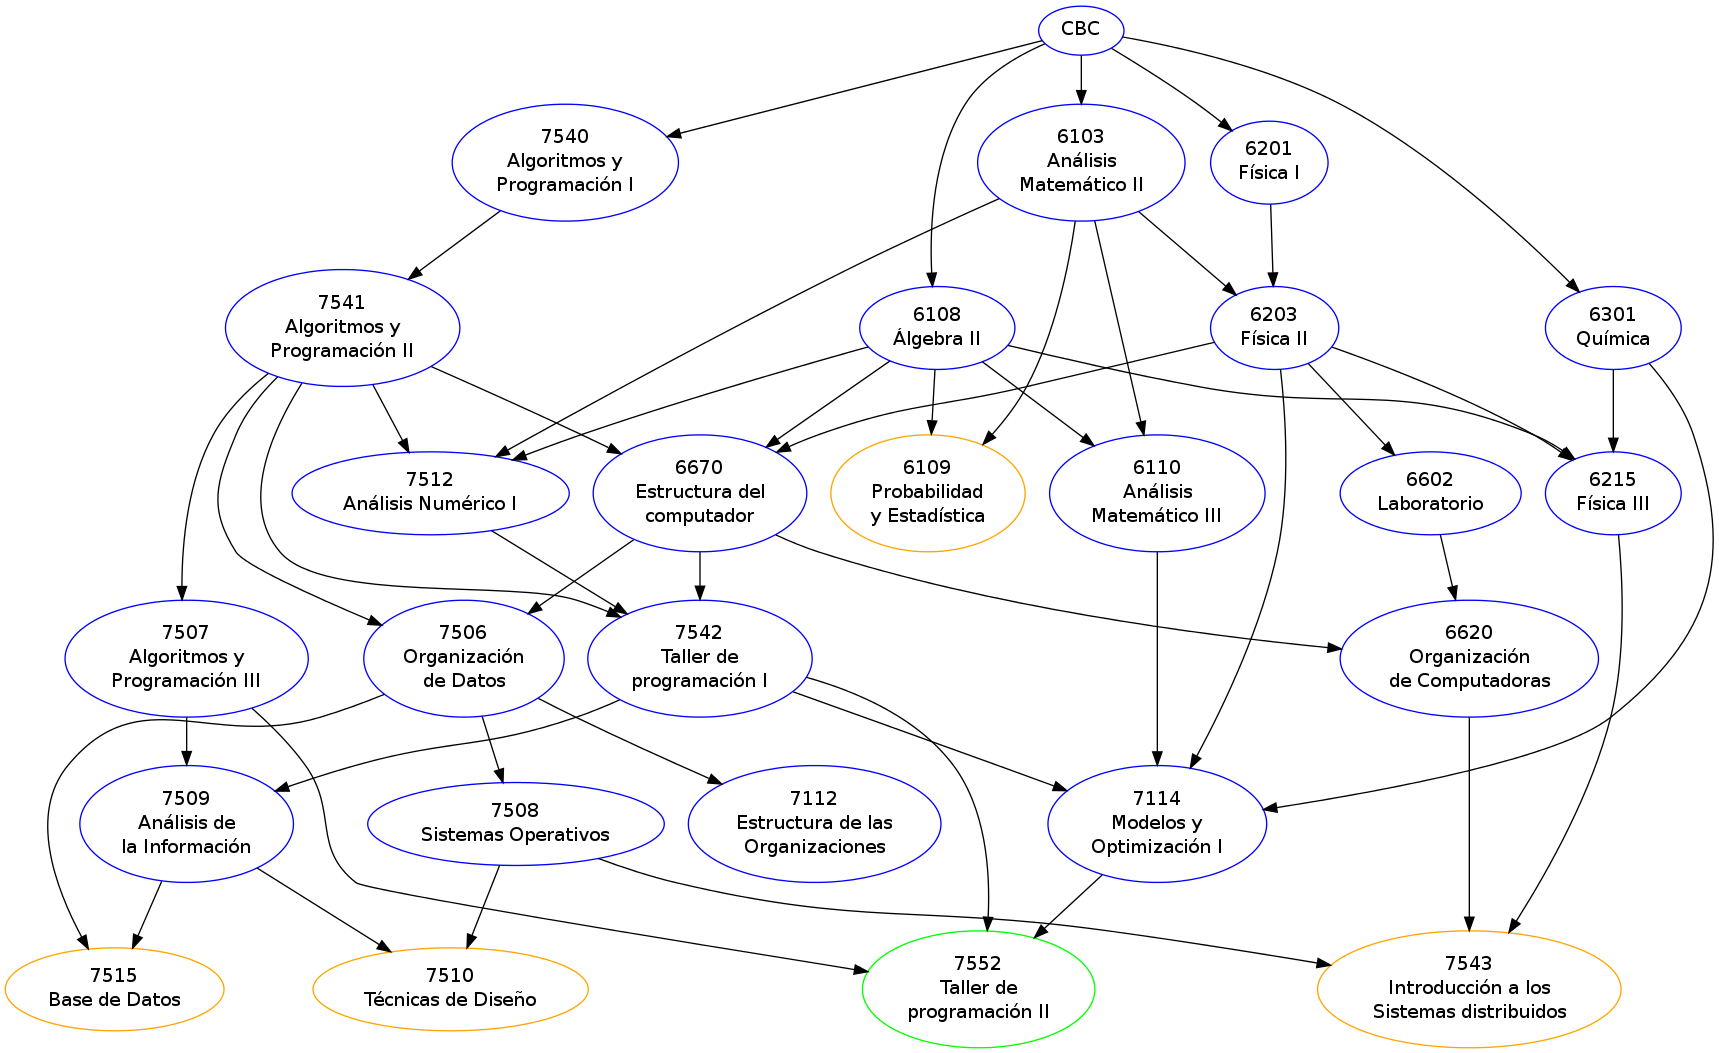 CBC
7540
Algoritmos y
Programación I
6103
Análisis
Matemático II
6201
Física I
7541
Algoritmos y
Programación II
6108
Álgebra II
6203
Física II
6301
Química
7512
Análisis Numérico I
6670
Estructura del
computador
6109
Probabilidad
y Estadística
6110
Análisis
Matemático III
6602
Laboratorio
6215
Física III
7507
Algoritmos y
Programación III
7506
Organización
de Datos
7542
Taller de
programación I
6620
Organización
de Computadoras
7509
Análisis de
la Información
7508
Sistemas Operativos
7112
Estructura de las
Organizaciones
7114
Modelos y
Optimización I
7515
Base de Datos
7510
Técnicas de Diseño
7552
Taller de
programación II
7543
Introducción a los
Sistemas distribuidos